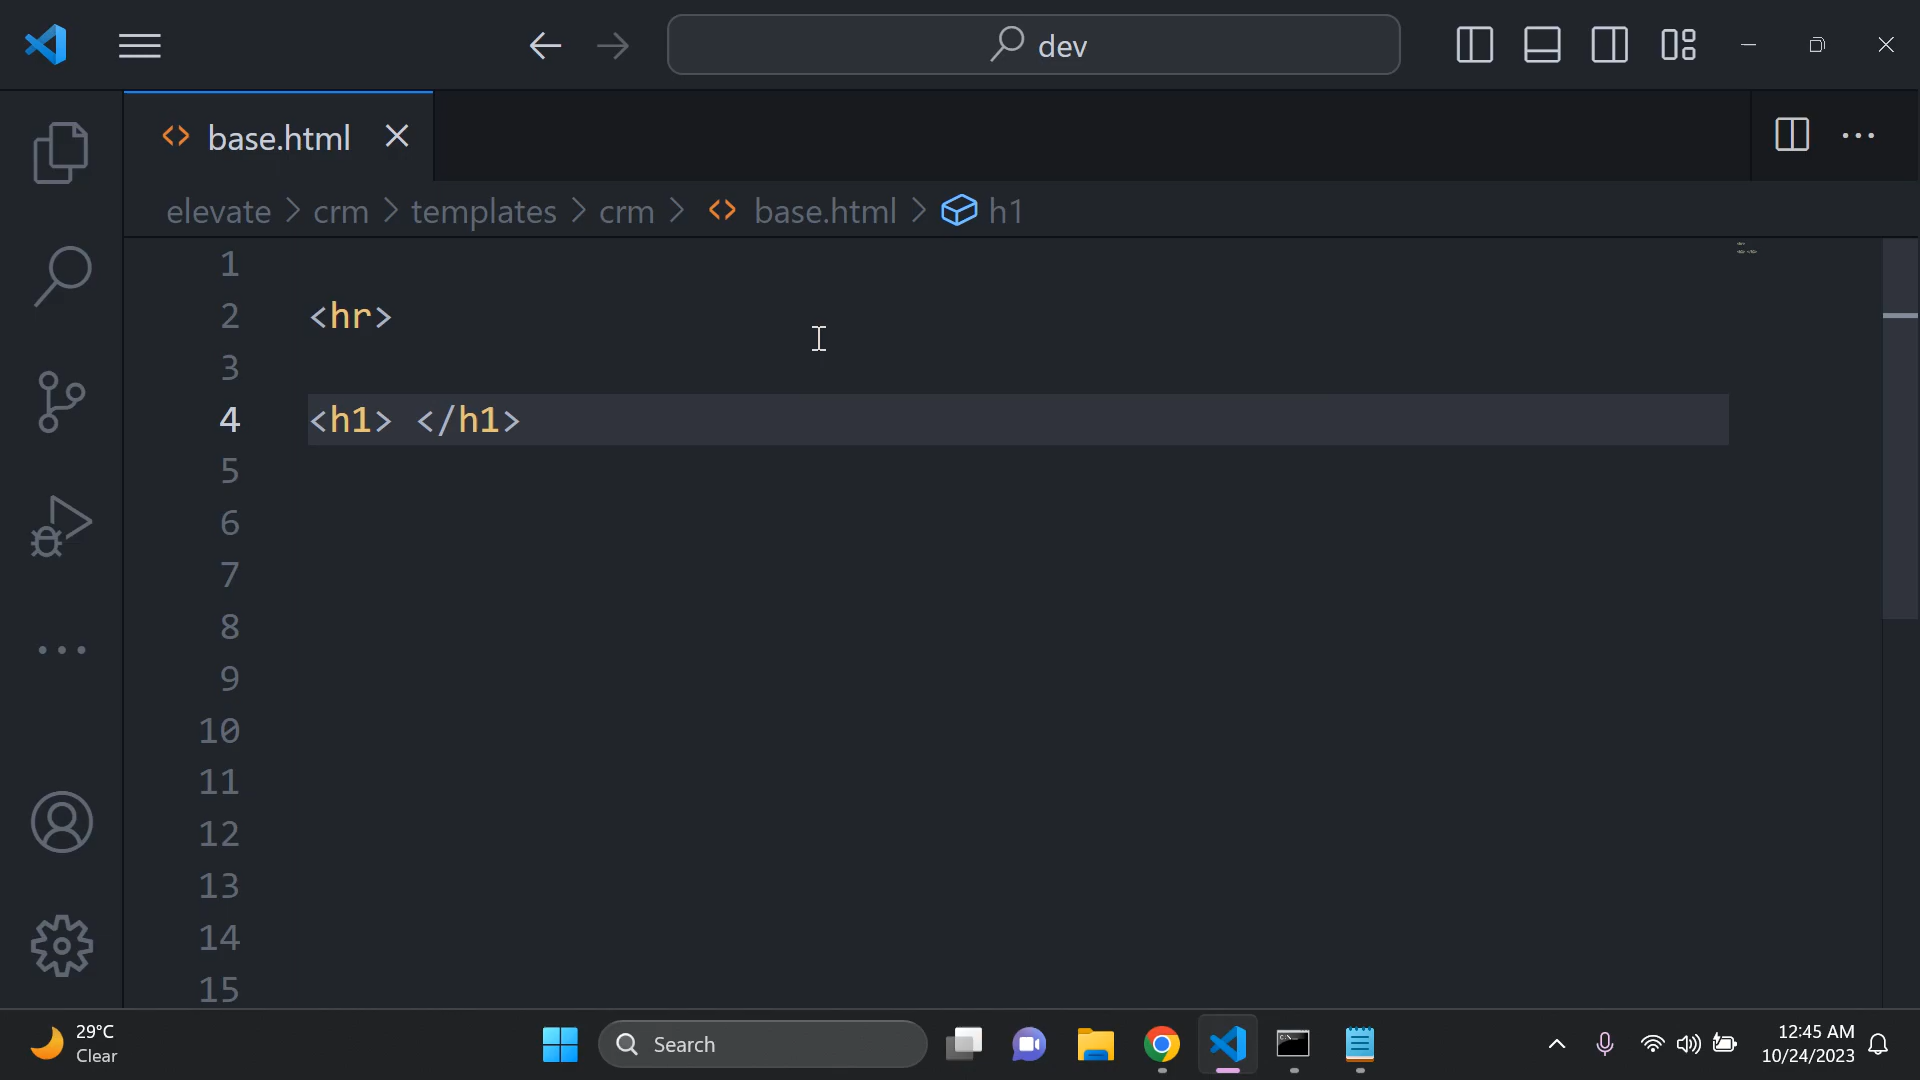 dev
base.html
elevate > crm > templates > crm > <> base.html > h1
1
2 <hr>
3
4 <h1> </h1>
5
6
7
8
9
10
11
12
13
14
15
29°C
Clear
Search
12:45 AM
10/24/2023